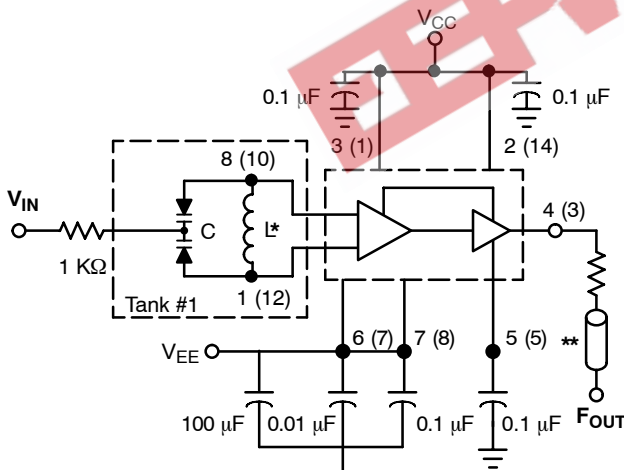 VCC
0.1 μF
0.1 μF
3 (1)
2 (14)
8 (10)
VIN
C
L*
4 (3)
1 KΩ
1 (12)
Tank #1
VEE
6 (7)
7 (8)
5 (5)
**
100 μF
0.01 μF
0.1 μF
0.1 μF
FOUT